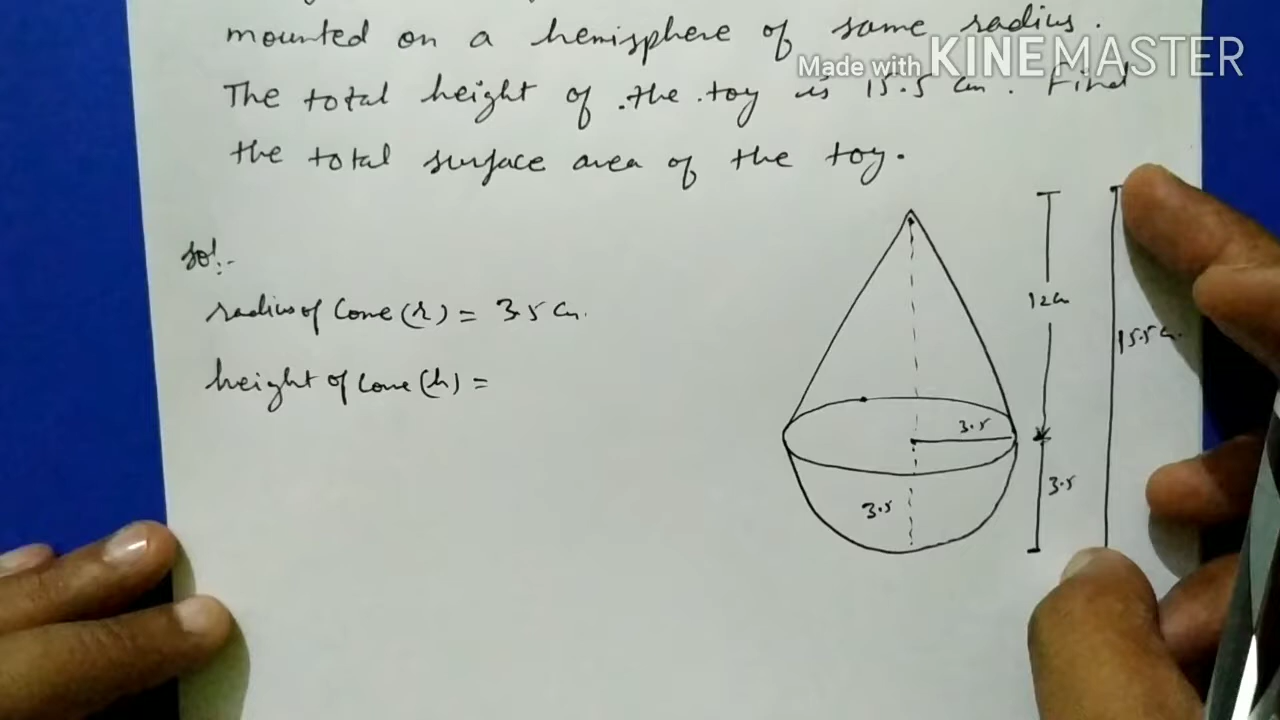 mounted on a hemisphere of same radius.
Made with KINEMASTER
The total height of the toy is 15.5 cm. Find
the total surface area of the toy.
Sol:-
radius of Cone (r) = 3.5 cm.
height of Cone (h) =
12cm
15.5 cm.
3.5
3.5
3.5